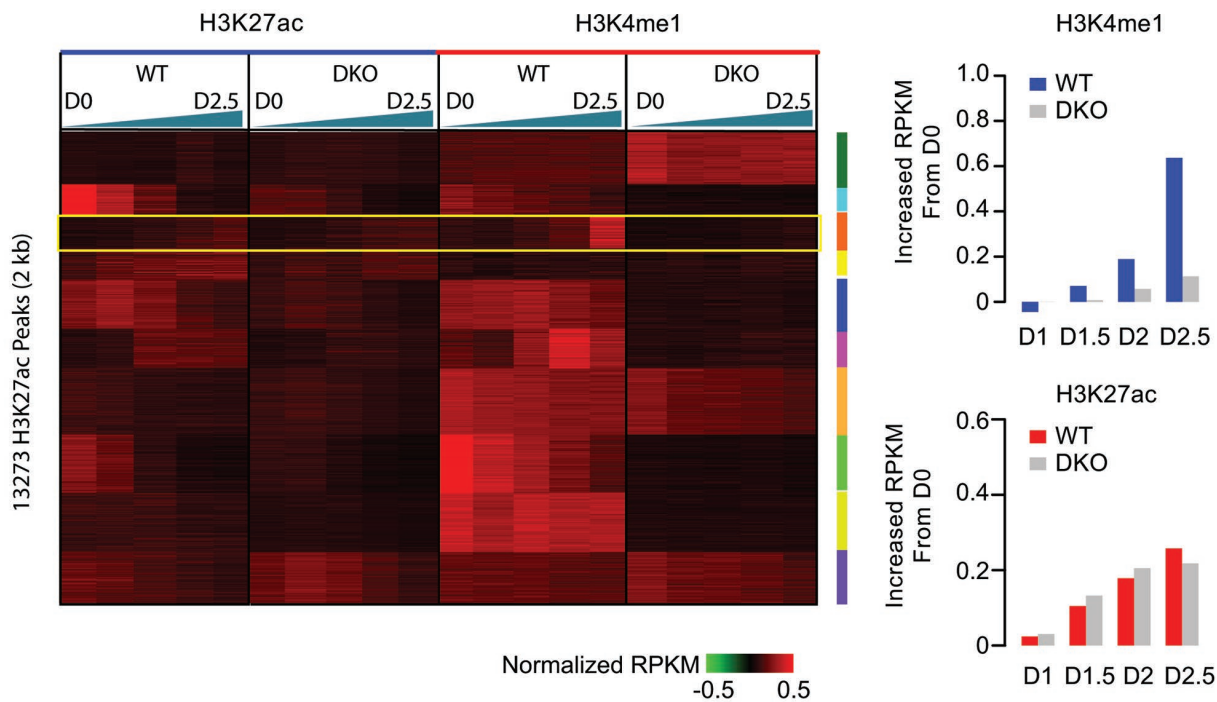 H3K27ac
H3K4me1
WT
DKO
WT
DKO
D0
D2.5
D0
D2.5
D0
D2.5
D0
D2.5
13273 H3K27ac Peaks (2 kb)
Normalized RPKM
-0.5
0.5
H3K4me1
WT
DKO
Increased RPKM
From D0
1.0
0.8
0.6
0.4
0.2
0
D1
D1.5
D2
D2.5
H3K27ac
WT
DKO
Increased RPKM
From D0
0.6
0.4
0.2
0
D1
D1.5
D2
D2.5